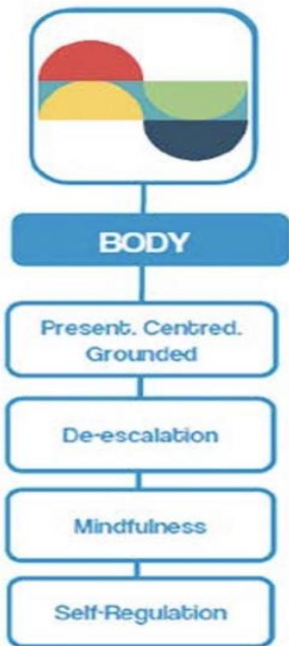 BODY
Present. Centred.
Grounded
De-escalation
Mindfulness
Self-Regulation